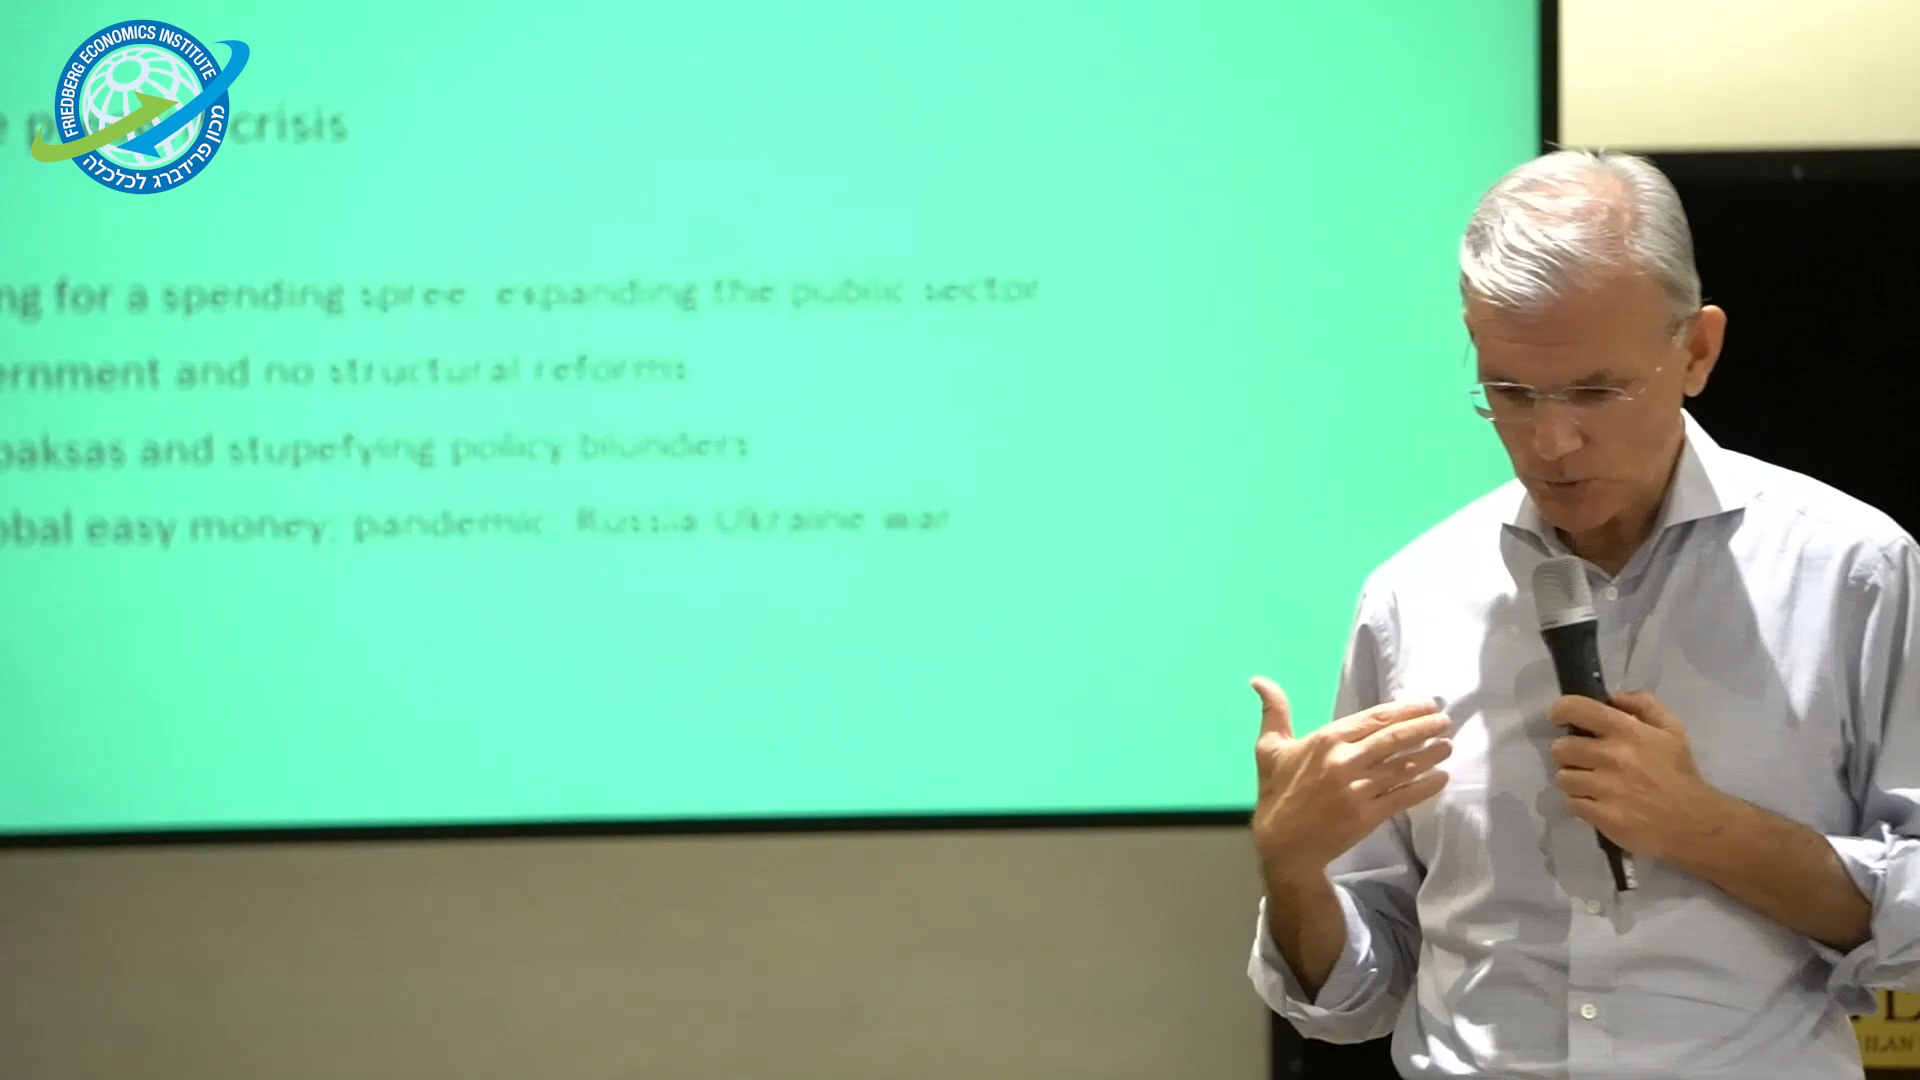 FRIEDBERG ECONOMICS INSTITUTE
מכון פרידברג לכלכלה
crisis
ng for a spending spree, expanding the public sector
ernment and no structural reforms
paksas and stupefying policy blunders
obal easy money, pandemic, Russia-Ukraine war
ILAN